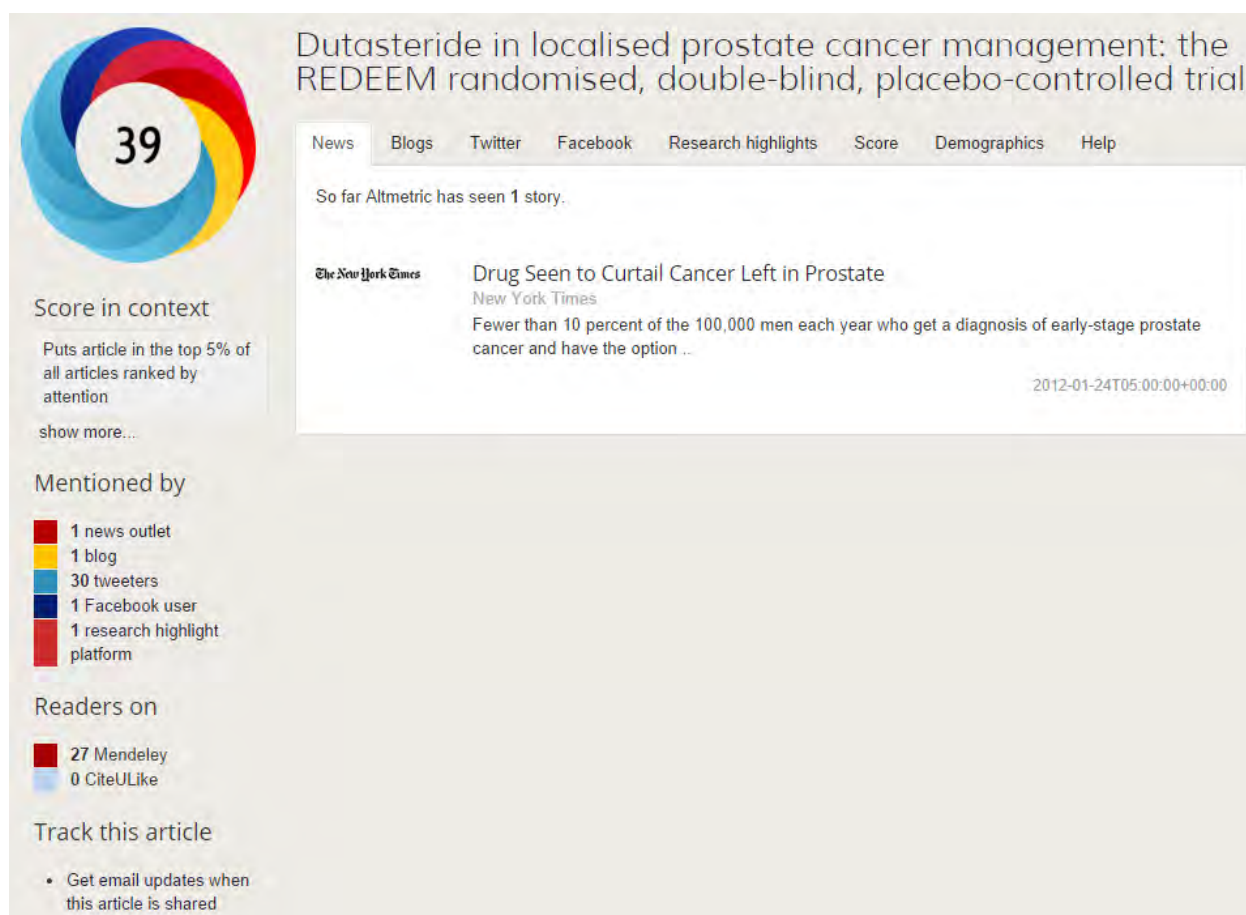 39
Dutasteride in localised prostate cancer management: the
REDEEM randomised, double-blind, placebo-controlled trial
News Blogs Twitter Facebook Research highlights Score Demographics Help
So far Altmetric has seen 1 story.
The New York Times
Drug Seen to Curtail Cancer Left in Prostate
New York Times
Fewer than 10 percent of the 100,000 men each year who get a diagnosis of early-stage prostate
cancer and have the option ..
2012-01-24T05:00:00+00:00
Score in context
Puts article in the top 5% of
all articles ranked by
attention
show more...
Mentioned by
1 news outlet
1 blog
30 tweeters
1 Facebook user
1 research highlight
platform
Readers on
27 Mendeley
0 CiteULike
Track this article
• Get email updates when
this article is shared